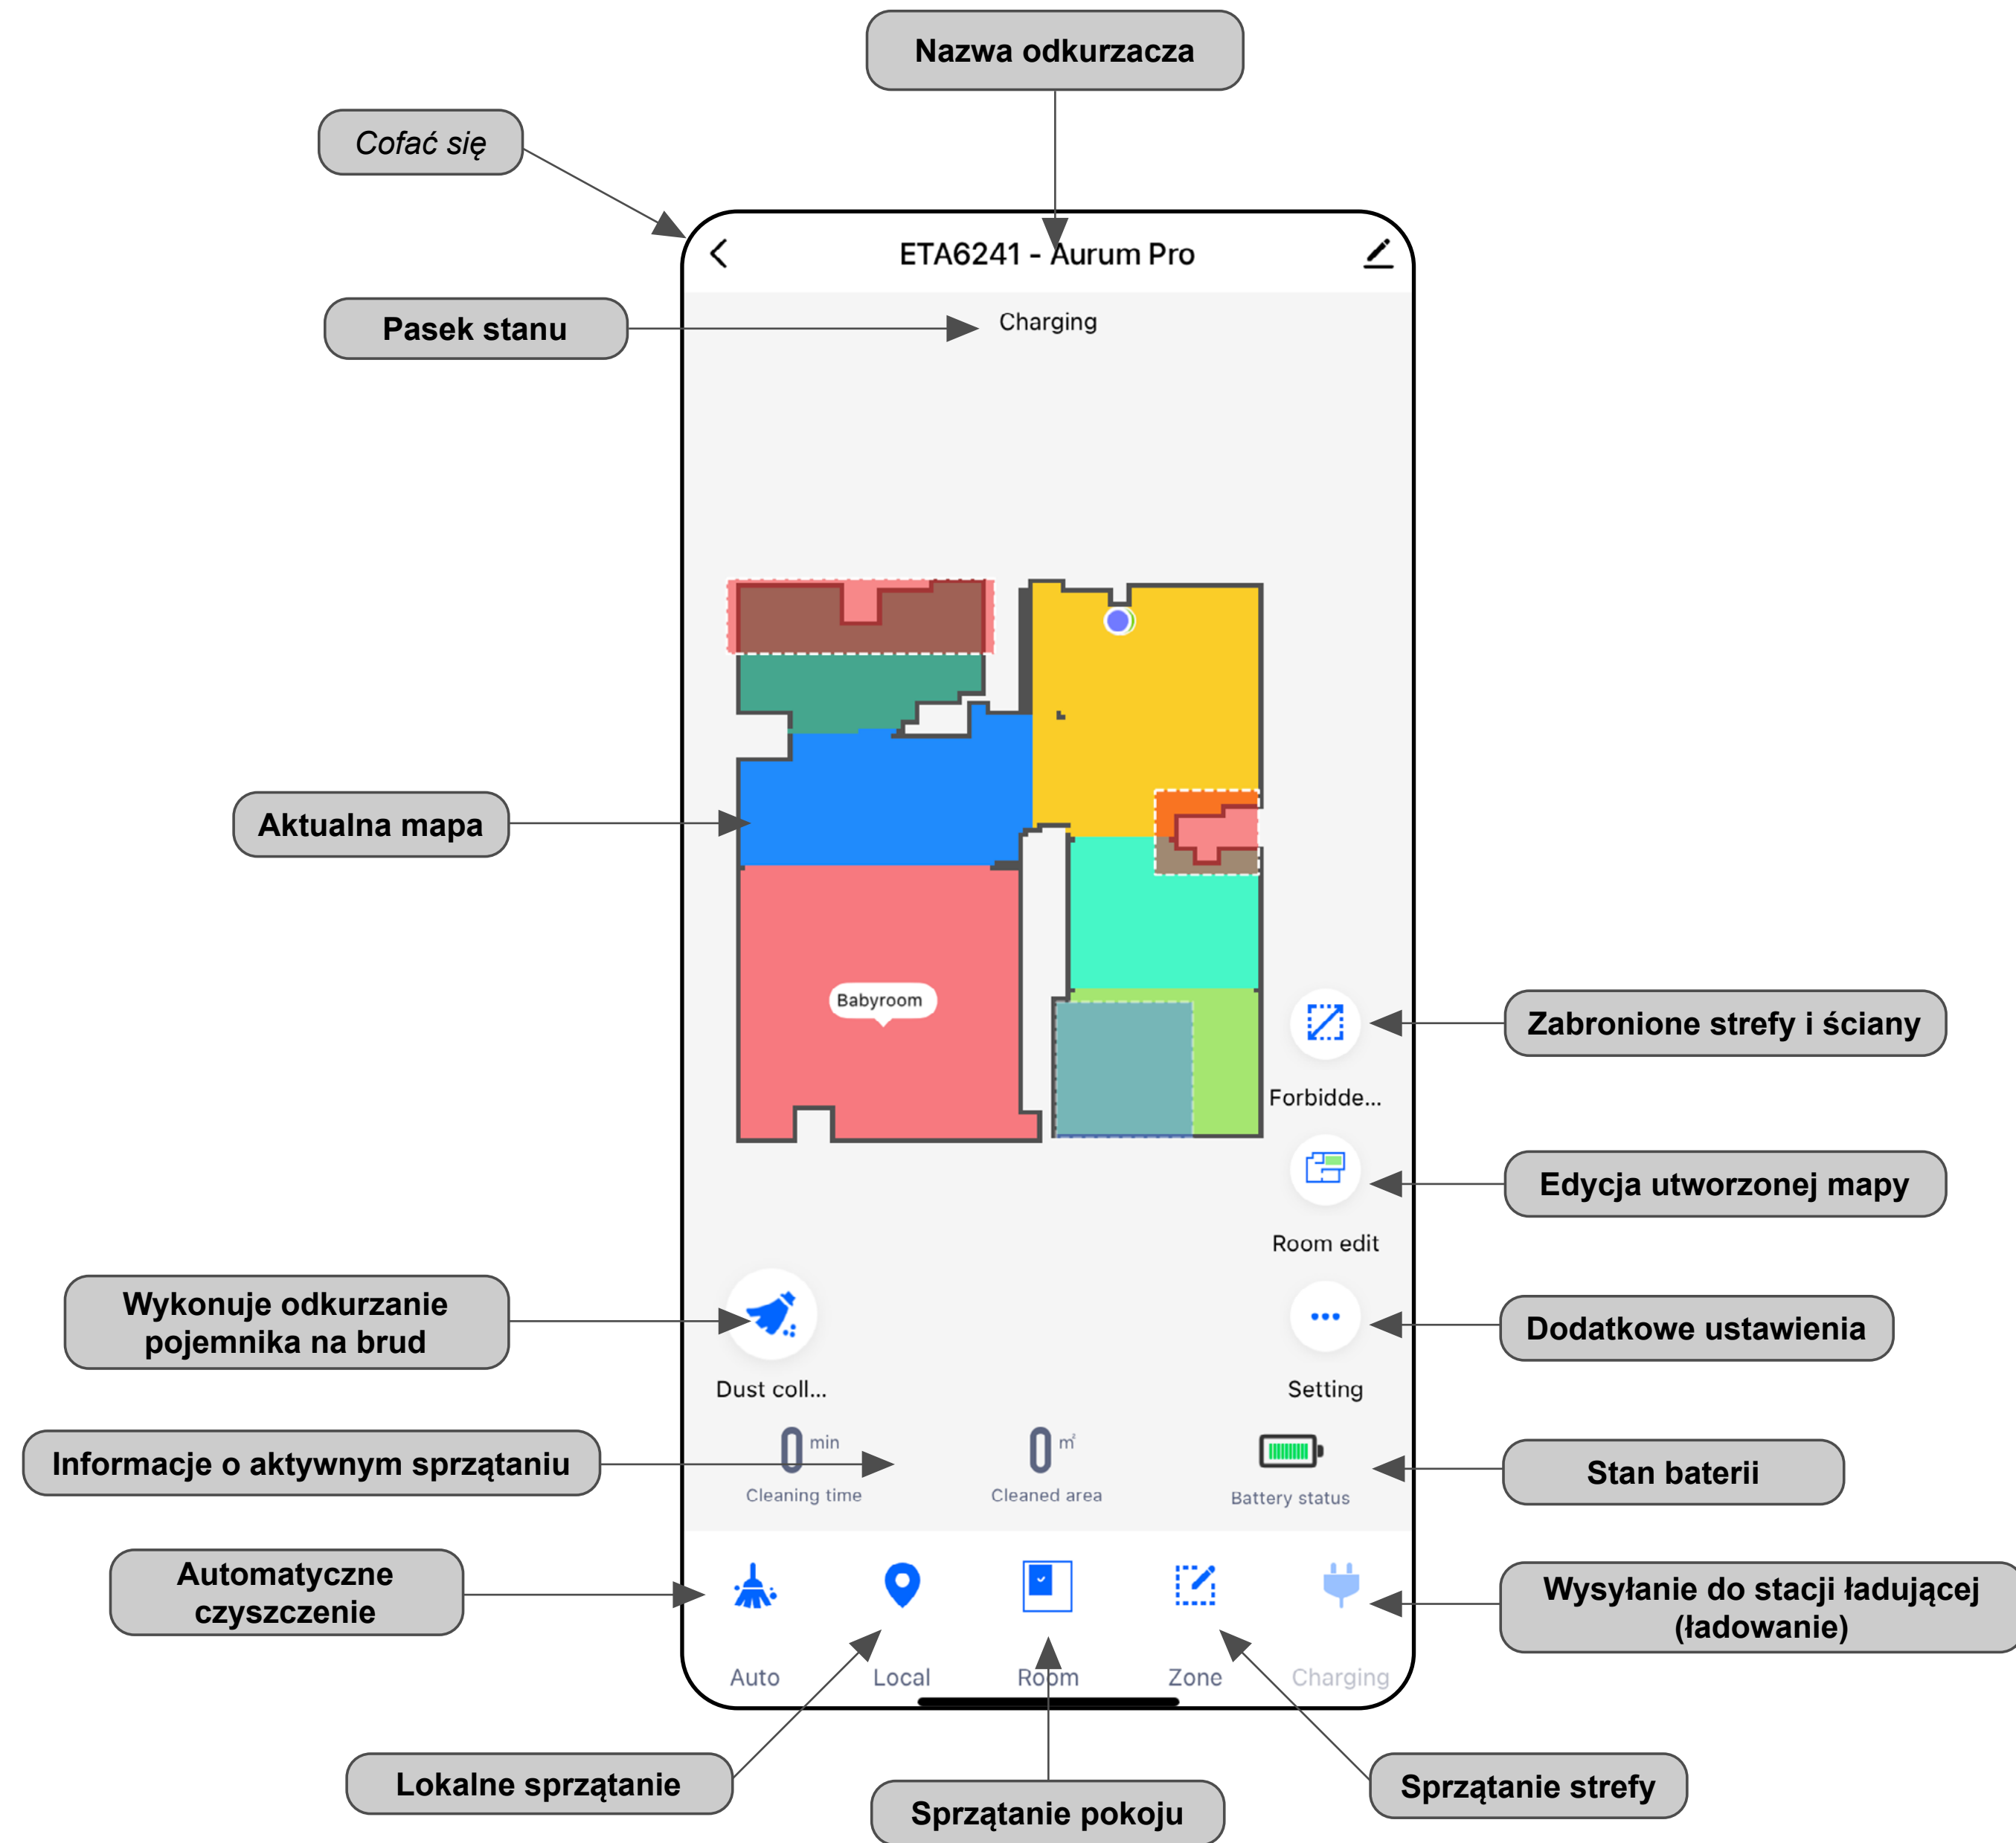 Nazwa odkurzacza
Cofać się
ETA6241 - Aurum Pro
Pasek stanu
Charging
Aktualna mapa
Babyroom
Zabronione strefy i ściany
Forbidde...
Edycja utworzonej mapy
Room edit
Wykonuje odkurzanie
pojemnika na brud
Dodatkowe ustawienia
Dust coll...
Setting
Informacje o aktywnym sprzątaniu
0 min
0 m²
Stan baterii
Cleaning time
Cleaned area
Battery status
Automatyczne
czyszczenie
Wysyłanie do stacji ładującej
(ładowanie)
Auto
Local
Room
Zone
Charging
Lokalne sprzątanie
Sprzątanie pokoju
Sprzątanie strefy